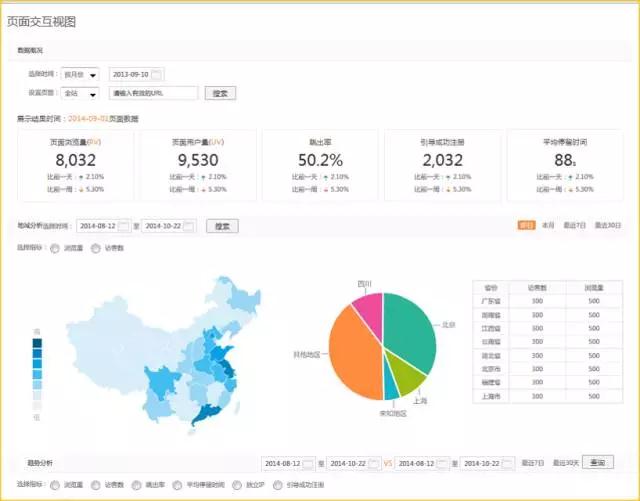 页面交互视图
数据概况
选择时间： 按月份 2013-09-10
设置页面： 全站 请输入有效的URL 搜索
展示结果时间：2014-09-01页面数据
页面浏览量(PV) 页面用户量(UV) 跳出率 引导成功注册 平均停留时间
8,032 9,530 50.2% 2,032 88s
比前一天： 2.10% 比前一天： 2.10% 比前一天： 2.10% 比前一天： 2.10% 比前一天： 2.10%
比前一周： 5.30% 比前一周： 5.30% 比前一周： 5.30% 比前一周： 5.30% 比前一周： 5.30%
地域分析 选择时间： 2014-08-12 至 2014-10-22 搜索 昨日 本月 最近7日 最近30日
选择指标： 浏览量 访客数
高
低
四川
北京
其他地区
未知地区
上海
省份 访客数 浏览量
广东省 300 500
湖南省 300 500
江西省 300 500
云南省 300 500
湖北省 300 500
北京市 300 500
福建省 300 500
上海市 300 500
趋势分析 2014-08-12 至 2014-10-22 VS 2014-08-12 至 2014-10-22 最近7日 最近30天 查询
选择指标： 浏览量 访客数 跳出率 平均停留时间 独立IP 引导成功注册